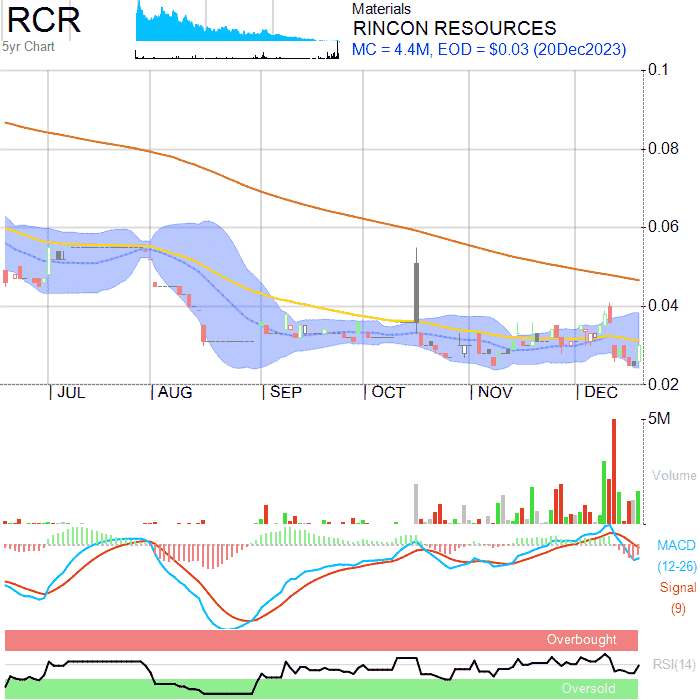 RCR
5yr Chart
Materials
RINCON RESOURCES
MC = 4.4M, EOD = $0.03 (20Dec2023)
0.1
0.08
0.06
0.04
0.02
| JUL | AUG | SEP | OCT | NOV | DEC
5M
Volume
MACD
(12-26)
Signal
(9)
Overbought
RSI(14)
Oversold